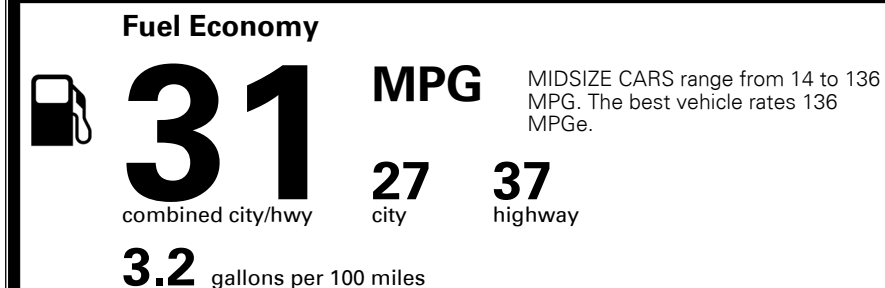 Fuel Economy
31 MPG
MIDSIZE CARS range from 14 to 136
MPG. The best vehicle rates 136
MPGe.
27 37
combined city/hwy city highway
3.2 gallons per 100 miles